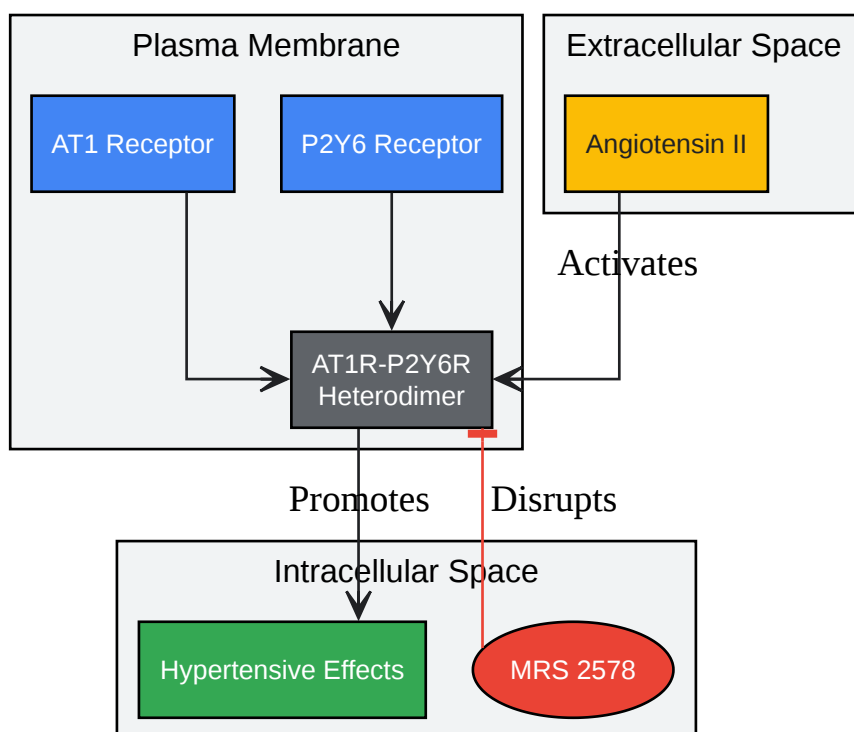 Plasma Membrane
Extracellular Space
AT1 Receptor
P2Y6 Receptor
Angiotensin II
Activates
AT1R-P2Y6R
Heterodimer
Promotes
Disrupts
Intracellular Space
Hypertensive Effects
MRS 2578